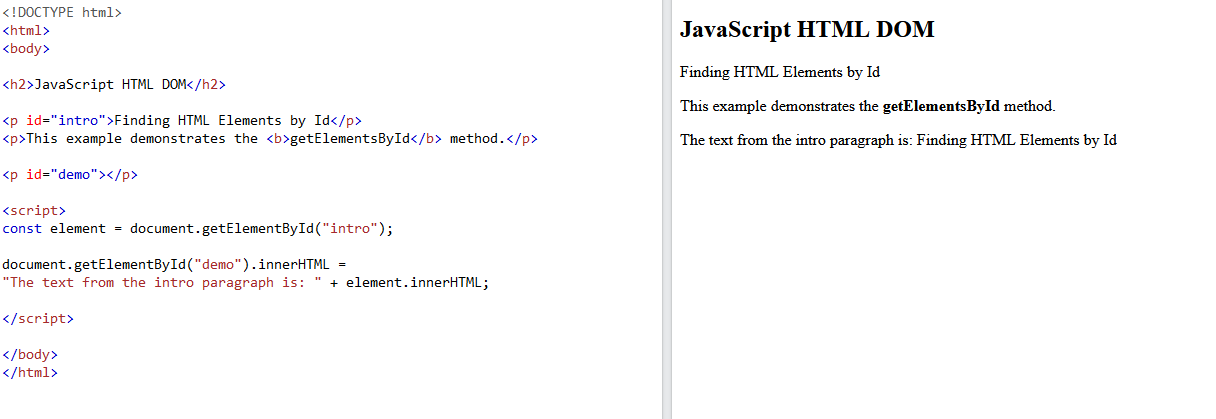 <!DOCTYPE html>
<html>
<body>
<h2>JavaScript HTML DOM</h2>
<p id="intro">Finding HTML Elements by Id</p>
<p>This example demonstrates the <b>getElementsById</b> method.</p>
<p id="demo"></p>
<script>
const element = document.getElementById("intro");
document.getElementById("demo").innerHTML =
"The text from the intro paragraph is: " + element.innerHTML;
</script>
</body>
</html>
JavaScript HTML DOM
Finding HTML Elements by Id
This example demonstrates the getElementsById method.
The text from the intro paragraph is: Finding HTML Elements by Id